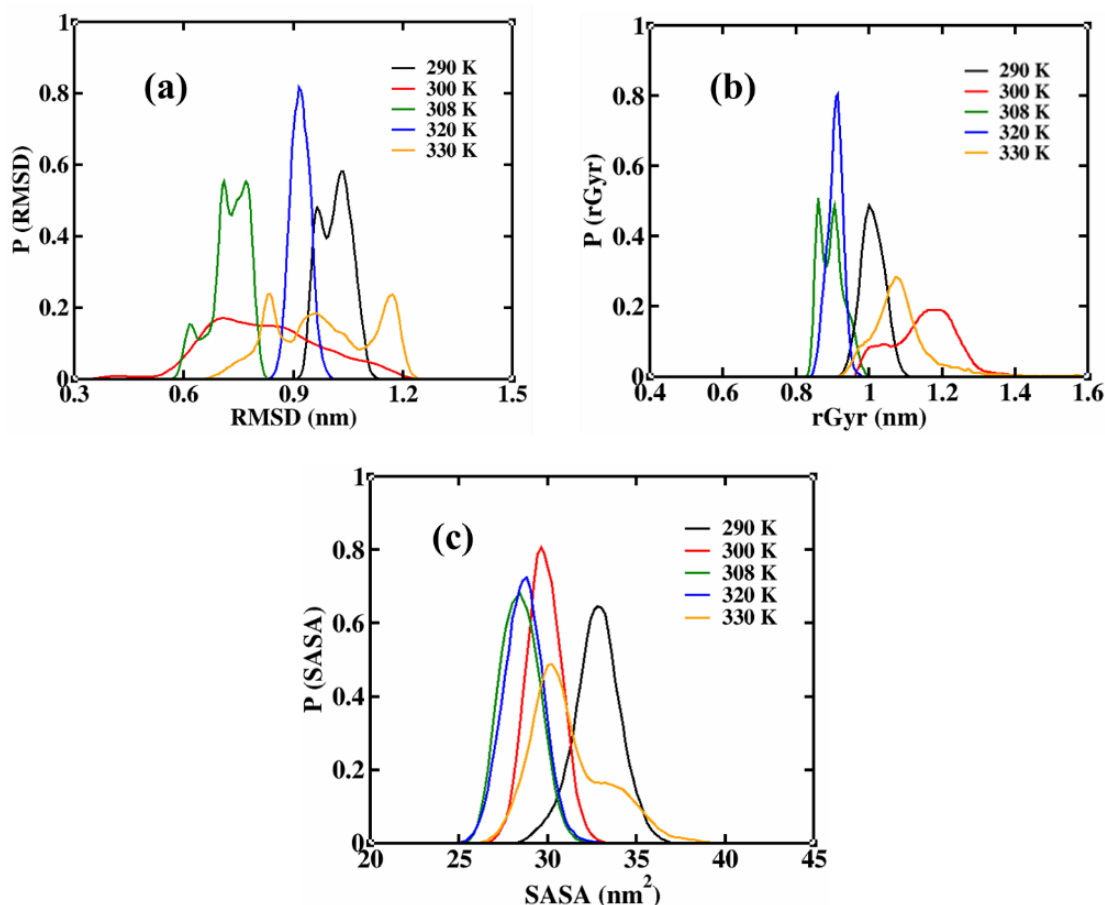 (a)
P (RMSD)
1
0.8
0.6
0.4
0.2
0
290 K
300 K
308 K
320 K
330 K
0.3 0.6 0.9 1.2 1.5
RMSD (nm)
(b)
P (rGyr)
1
0.8
0.6
0.4
0.2
0
290 K
300 K
308 K
320 K
330 K
0.4 0.6 0.8 1 1.2 1.4 1.6
rGyr (nm)
(c)
P (SASA)
1
0.8
0.6
0.4
0.2
0
290 K
300 K
308 K
320 K
330 K
20 25 30 35 40 45
SASA (nm²)